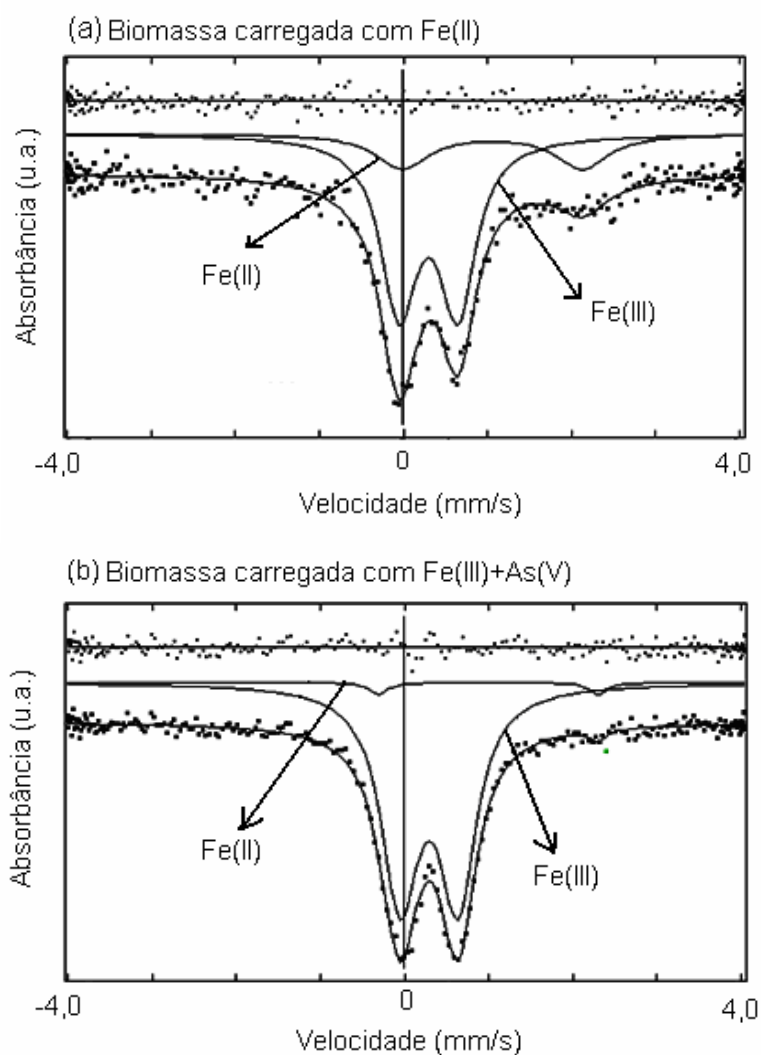 (a) Biomassa carregada com Fe(II)
Absorbância (u.a.)
Fe(II)
Fe(III)
-4,0
0
4,0
Velocidade (mm/s)
(b) Biomassa carregada com Fe(III)+As(V)
Absorbância (u.a.)
Fe(II)
Fe(III)
-4,0
0
4,0
Velocidade (mm/s)